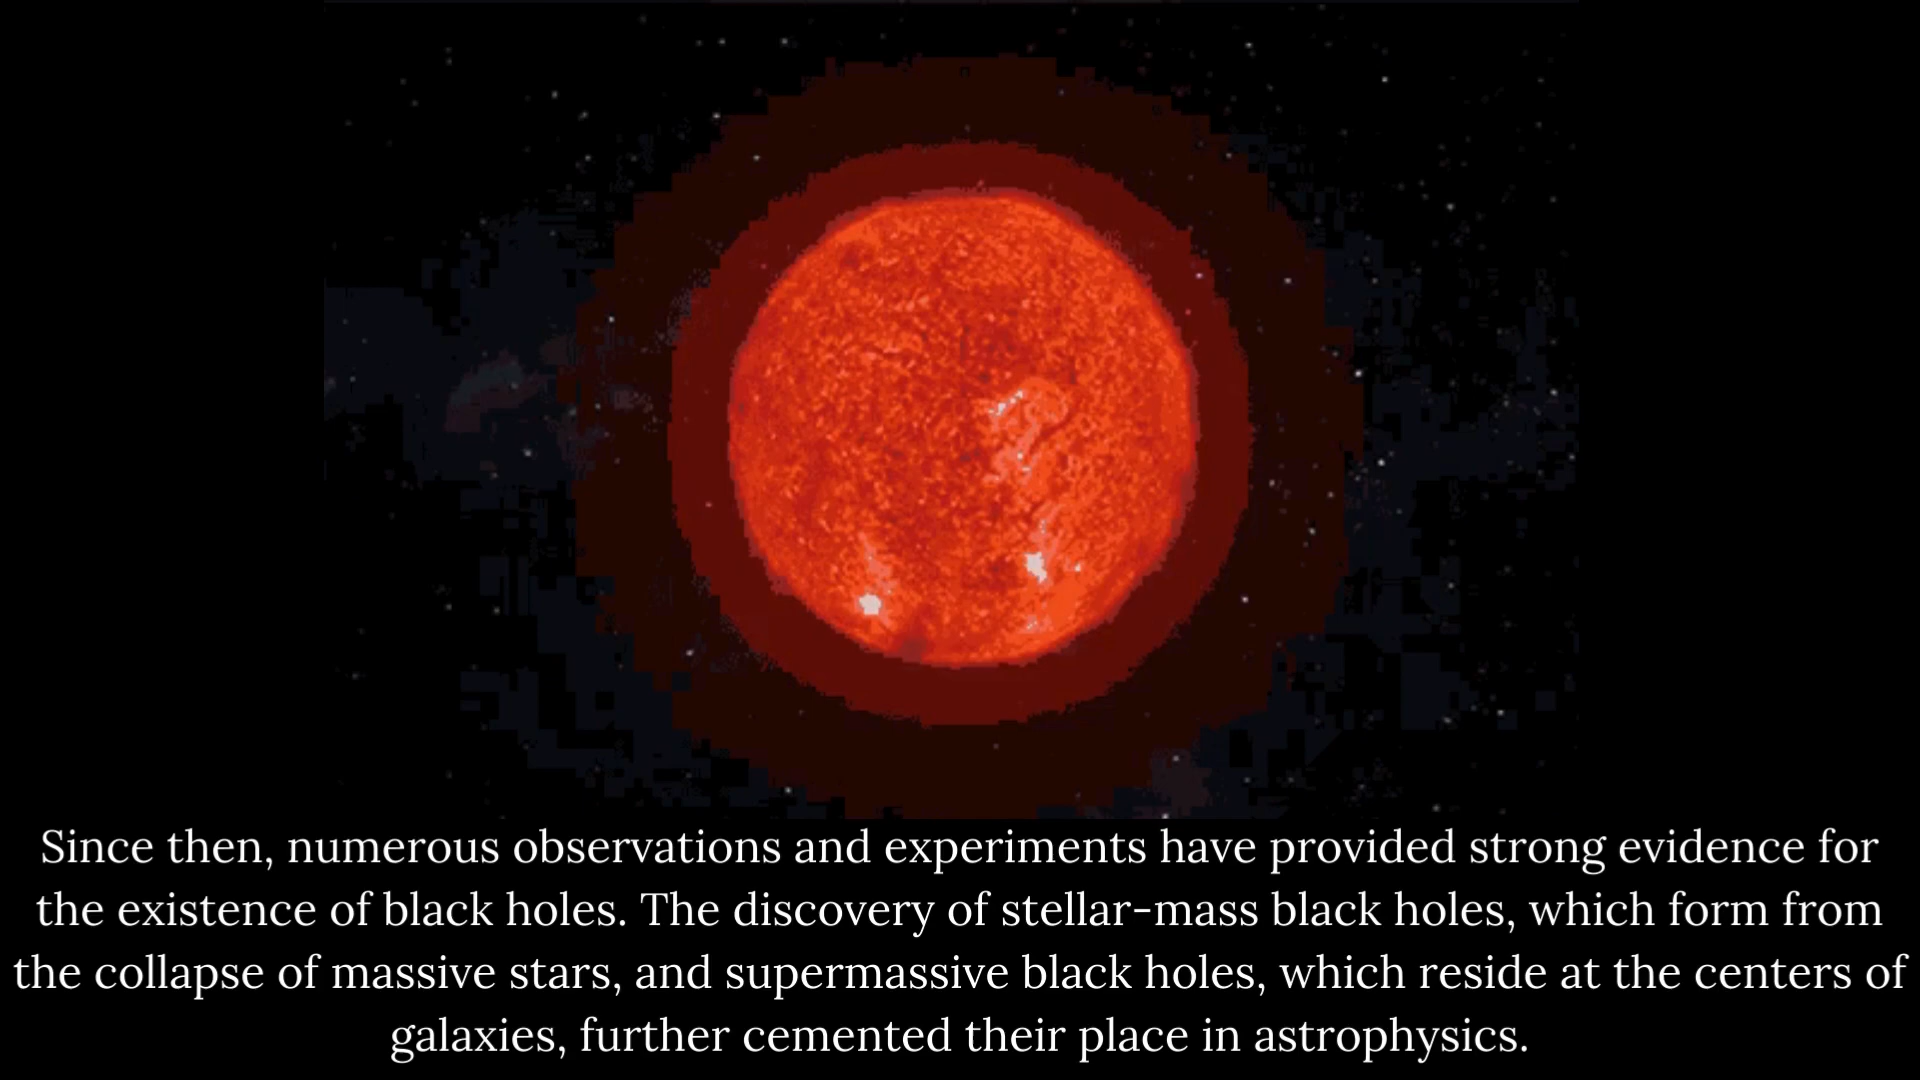 Since then, numerous observations and experiments have provided strong evidence for
the existence of black holes. The discovery of stellar-mass black holes, which form from
the collapse of massive stars, and supermassive black holes, which reside at the centers of
galaxies, further cemented their place in astrophysics.